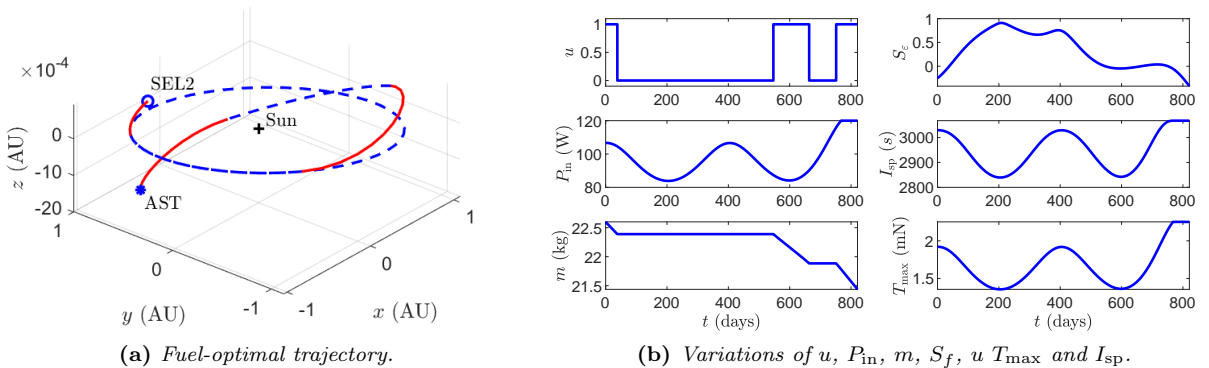 ×10⁻⁴
SEL2
Sun
AST
z (AU)
0
-10
-20
1
0
-1
y (AU)
-1
0
1
x (AU)
(a) Fuel-optimal trajectory.
u
1
0.5
0
0 200 400 600 800
S_ε
1
0.5
0
0 200 400 600 800
P_in (W)
120
100
80
0 200 400 600 800
I_sp (s)
3000
2900
2800
0 200 400 600 800
m (kg)
22.5
22
21.5
0 200 400 600 800
t (days)
T_max (mN)
2
1.5
0 200 400 600 800
t (days)
(b) Variations of u, P_in, m, S_f, u T_max and I_sp.